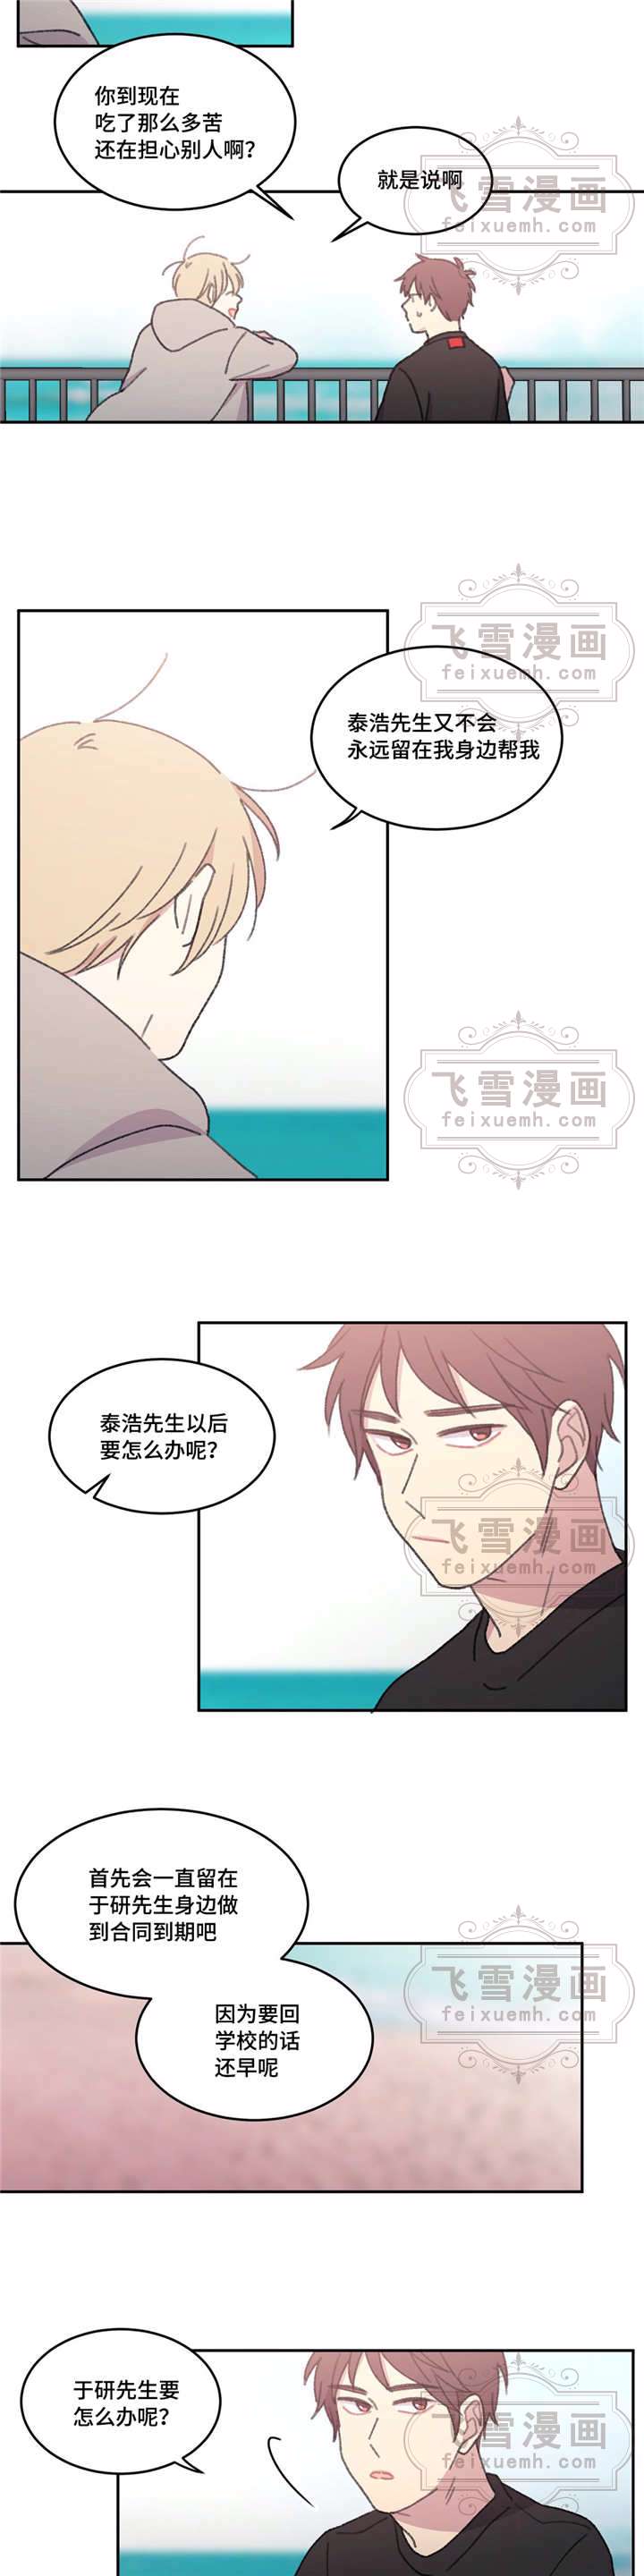 你到现在
吃了那么多苦
还在担心别人啊?
就是说啊
飞雪漫画
feixuemh.com
飞雪漫画
feixuemh.com
泰浩先生又不会
永远留在我身边帮我
飞雪漫画
feixuemh.com
泰浩先生以后
要怎么办呢?
飞雪漫画
feixuemh.com
首先会一直留在
于研先生身边做
到合同到期吧
飞雪漫画
feixuemh.com
因为要回
学校的话
还早呢
于研先生要
怎么办呢?
飞雪漫画
feixuemh.com